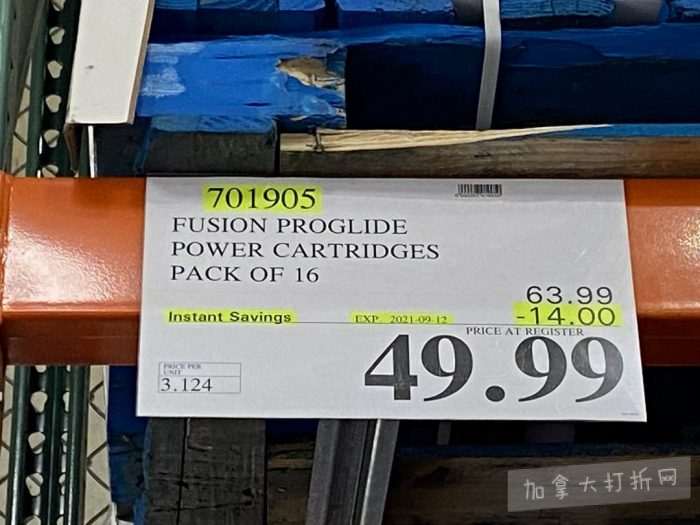 701905
FUSION PROGLIDE
POWER CARTRIDGES
PACK OF 16
63.99
Instant Savings EXP. 2021-09-12 -14.00
PRICE AT REGISTER
49.99
PRICE PER
UNIT
3.124
加拿大打折网